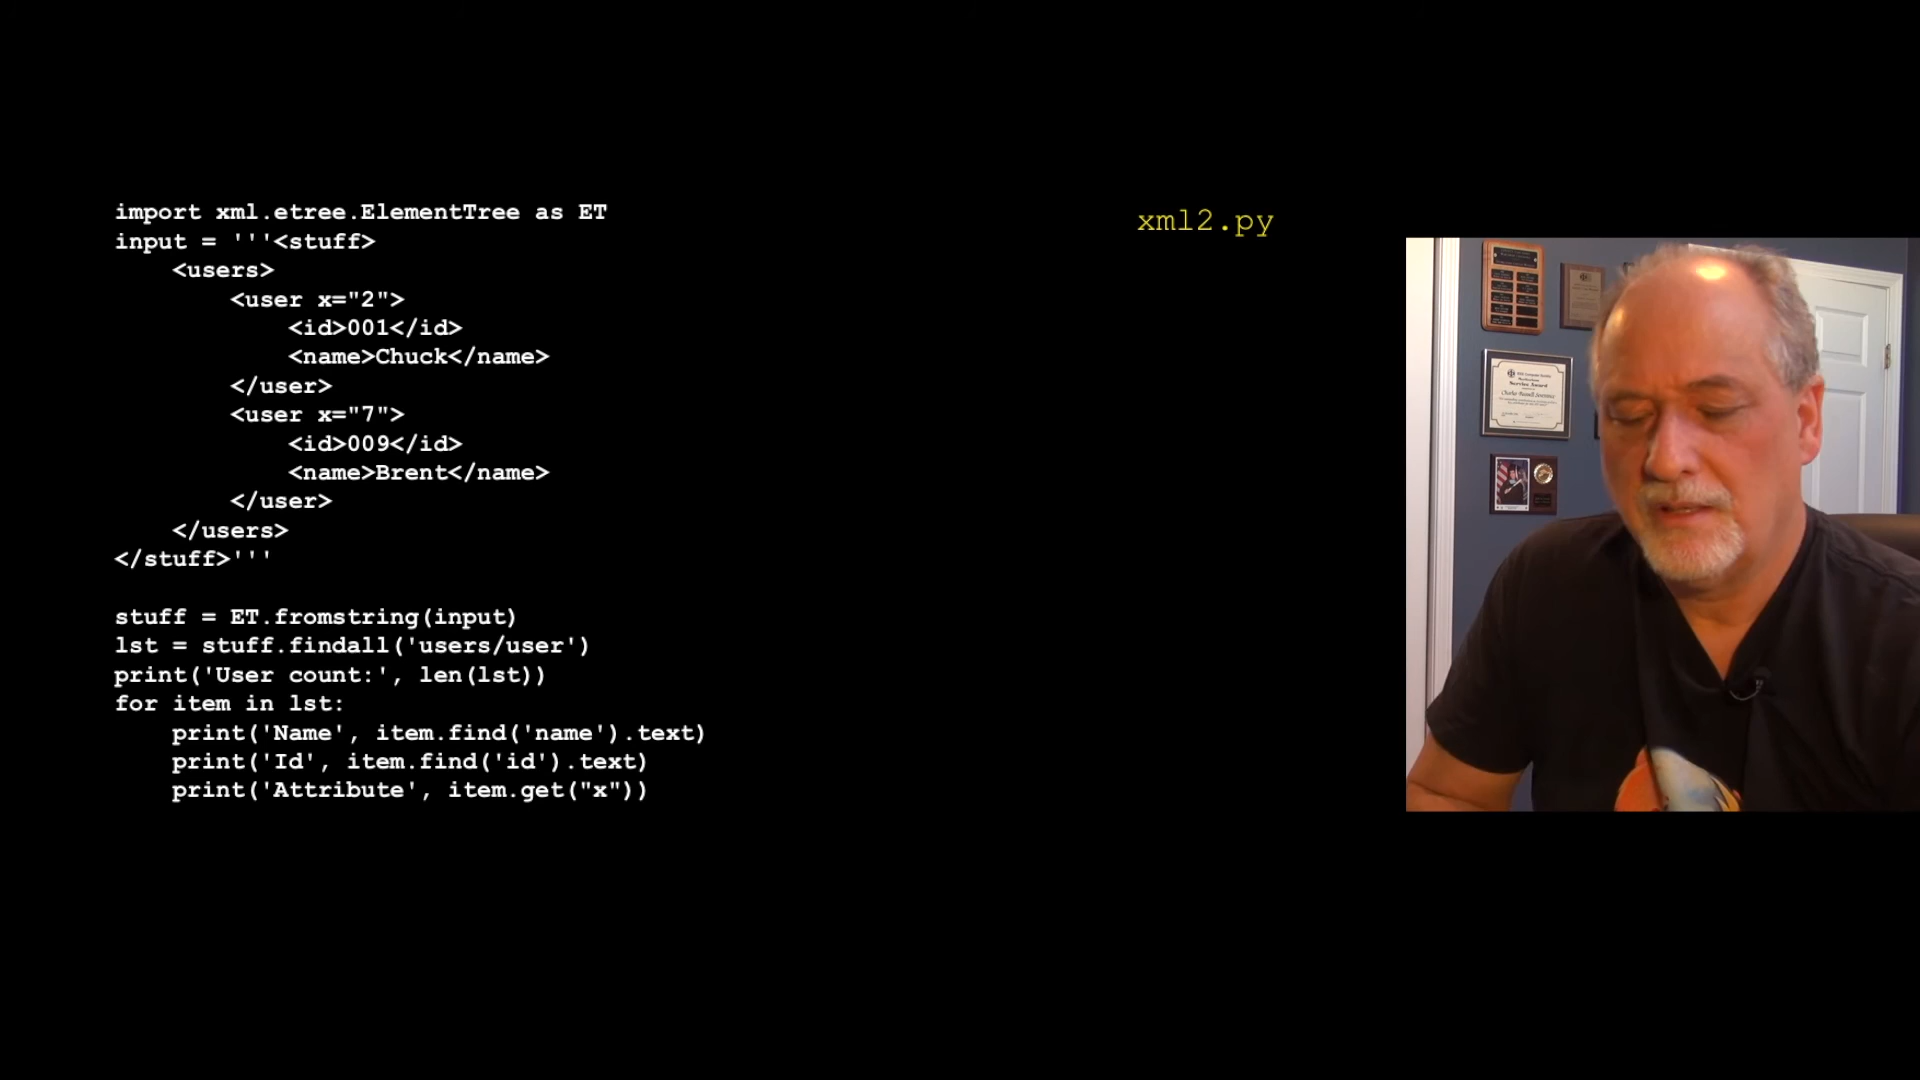 import xml.etree.ElementTree as ET
input = '''<stuff>
    <users>
        <user x="2">
            <id>001</id>
            <name>Chuck</name>
        </user>
        <user x="7">
            <id>009</id>
            <name>Brent</name>
        </user>
    </users>
</stuff>'''

stuff = ET.fromstring(input)
lst = stuff.findall('users/user')
print('User count:', len(lst))
for item in lst:
    print('Name', item.find('name').text)
    print('Id', item.find('id').text)
    print('Attribute', item.get("x"))
xml2.py
Service Award